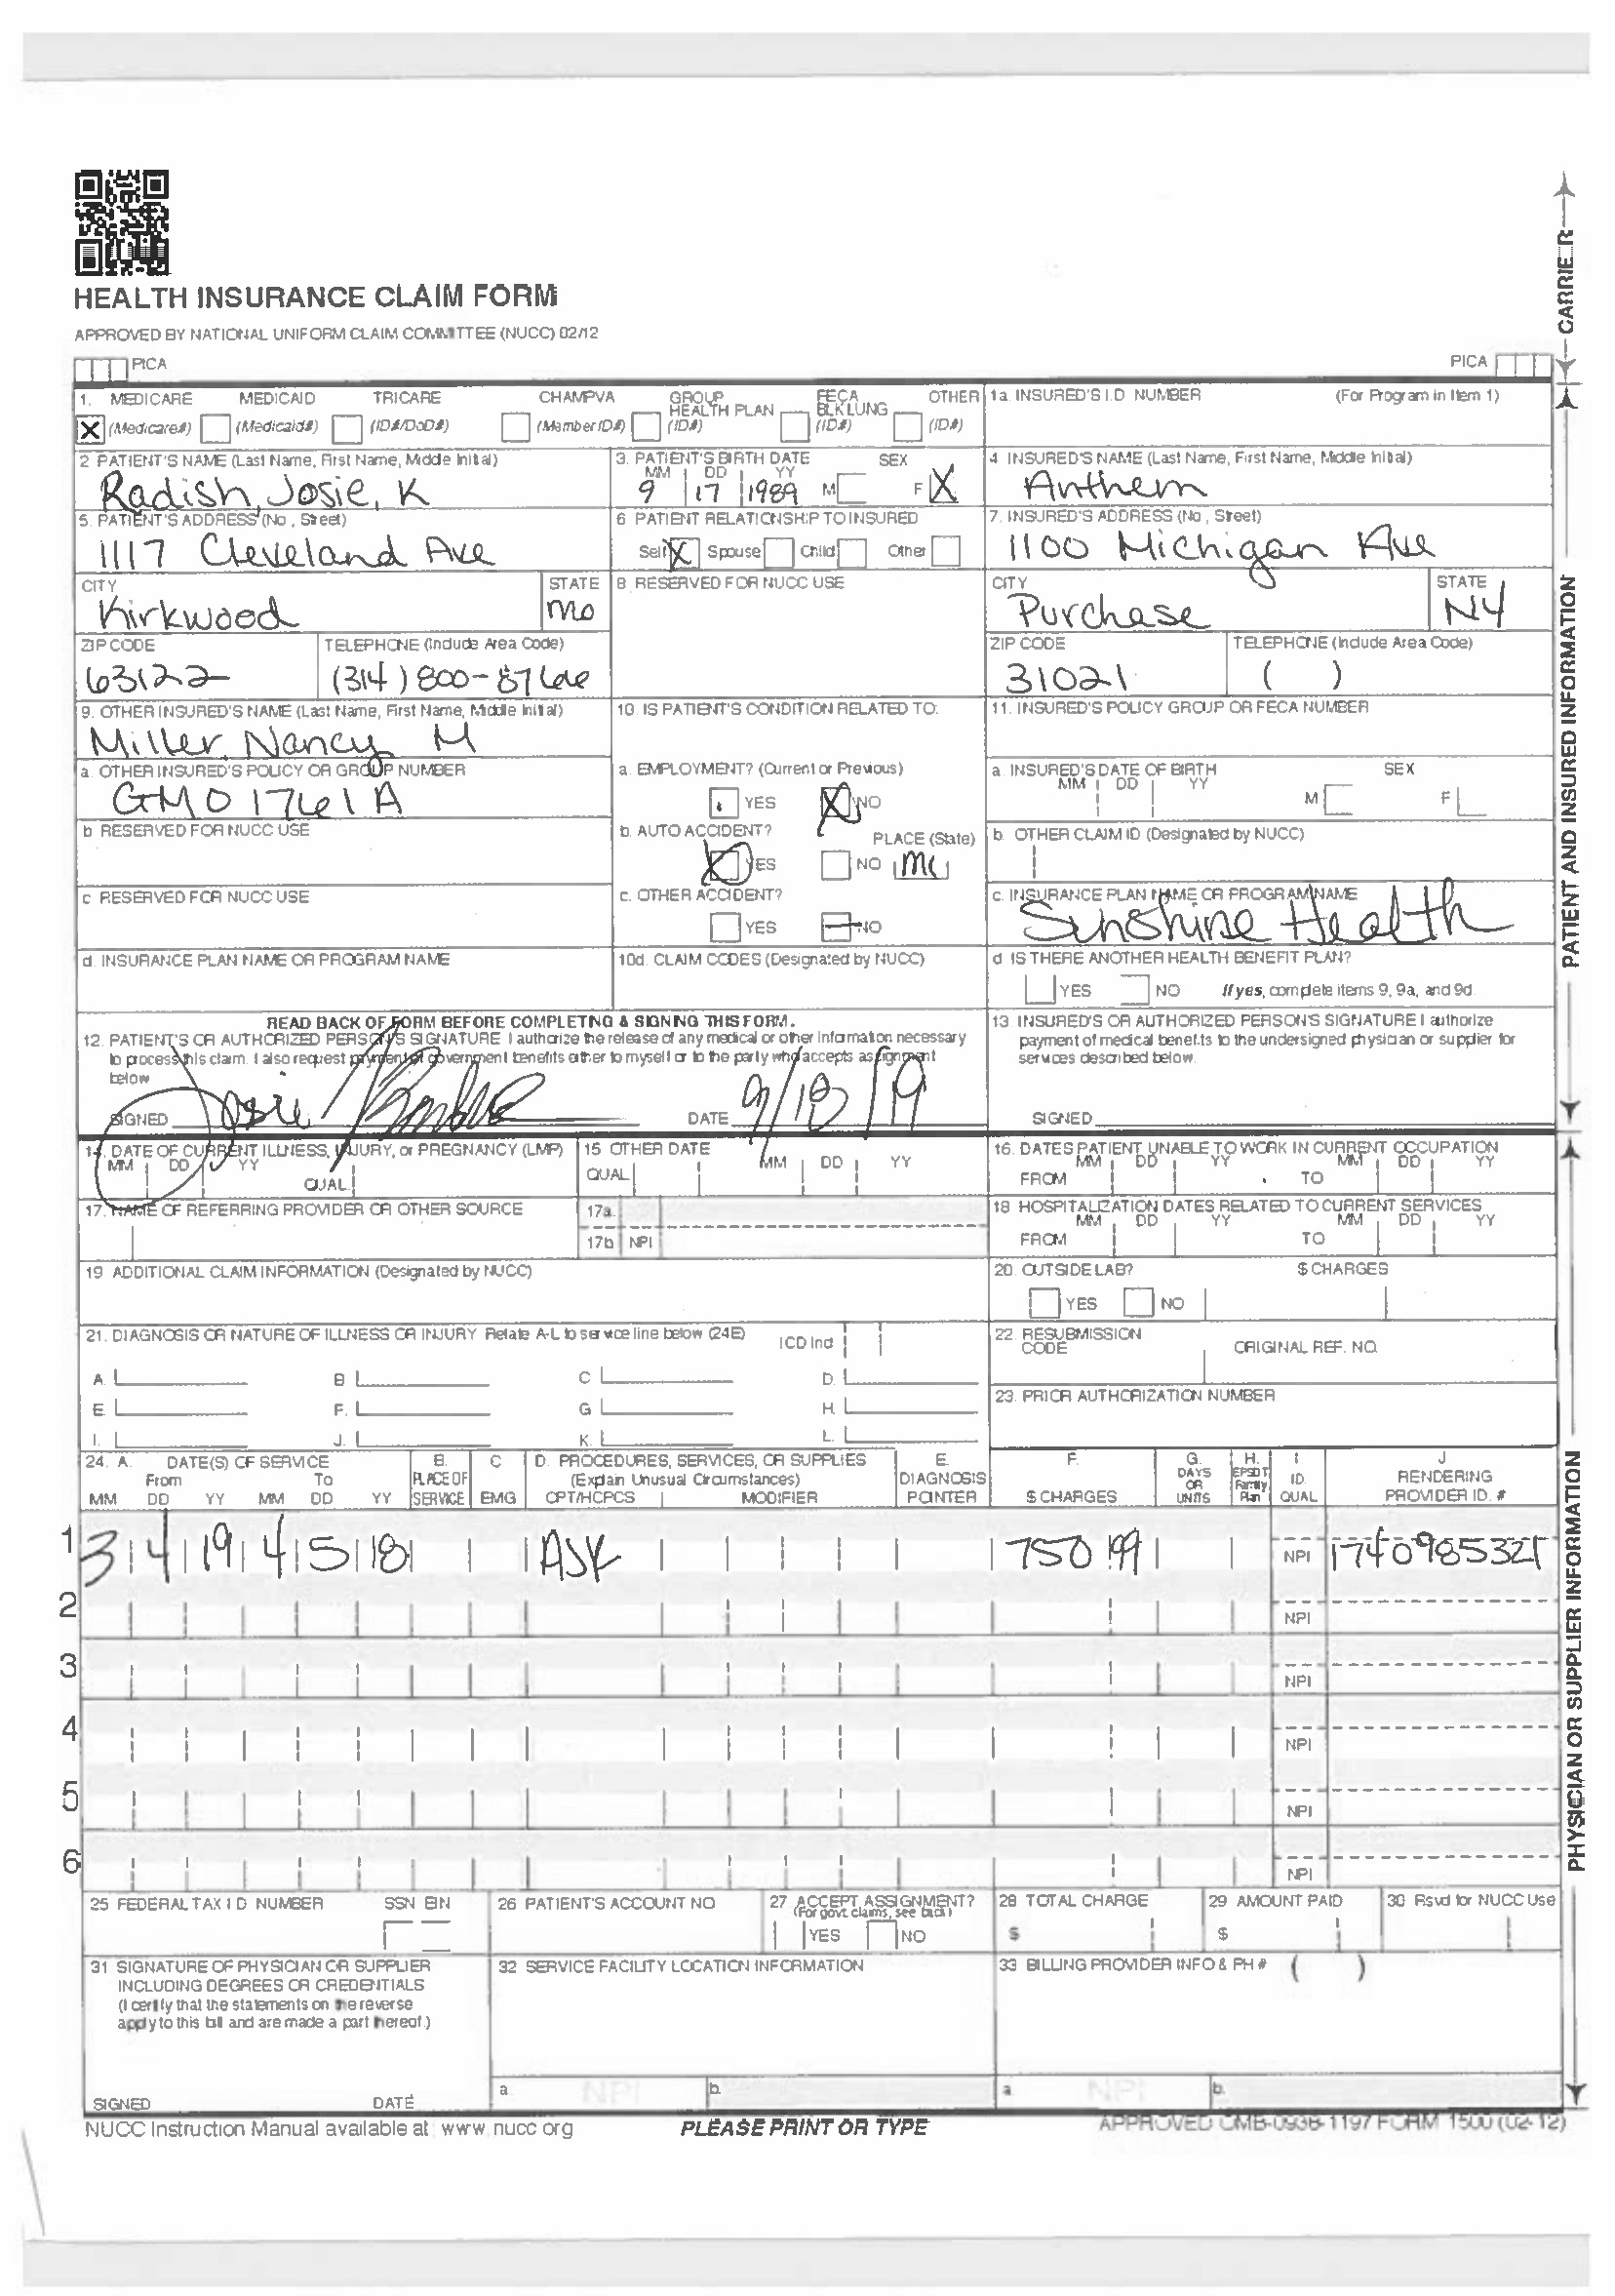 HEALTH INSURANCE CLAIM FORM
APPROVED BY NATIONAL UNIFORM CLAIM COMMITTEE (NUCC) 02/12
PICA
PICA
CARRIER
1. MEDICARE MEDICAID TRICARE CHAMPVA GROUP HEALTH PLAN FECA BLK LUNG OTHER
X (Medicare#) (Medicaid#) (ID#/DoD#) (Member ID#) (ID#) (ID#) (ID#)
1a. INSURED'S I.D. NUMBER (For Program in Item 1)
2. PATIENT'S NAME (Last Name, First Name, Middle Initial)
Radish, Josie, K
3. PATIENT'S BIRTH DATE SEX
MM DD YY
9 17 1989 M F X
4. INSURED'S NAME (Last Name, First Name, Middle Initial)
Anthem
5. PATIENT'S ADDRESS (No., Street)
1117 Cleveland Ave
6. PATIENT RELATIONSHIP TO INSURED
Self X Spouse Child Other
7. INSURED'S ADDRESS (No., Street)
1100 Michigan Ave
CITY STATE
Kirkwood Mo
8. RESERVED FOR NUCC USE
CITY STATE
Purchase NY
ZIP CODE TELEPHONE (Include Area Code)
63122 (314) 800-8766
ZIP CODE TELEPHONE (Include Area Code)
31021 ( )
9. OTHER INSURED'S NAME (Last Name, First Name, Middle Initial)
Miller, Nancy M
10. IS PATIENT'S CONDITION RELATED TO:
11. INSURED'S POLICY GROUP OR FECA NUMBER
a. OTHER INSURED'S POLICY OR GROUP NUMBER
GM01761A
a. EMPLOYMENT? (Current or Previous)
YES X NO
a. INSURED'S DATE OF BIRTH SEX
MM DD YY M F
b. RESERVED FOR NUCC USE
b. AUTO ACCIDENT? PLACE (State)
X YES NO
b. OTHER CLAIM ID (Designated by NUCC)
c. RESERVED FOR NUCC USE
c. OTHER ACCIDENT?
YES NO
c. INSURANCE PLAN NAME OR PROGRAM NAME
Sunshine Health
d. INSURANCE PLAN NAME OR PROGRAM NAME
10d. CLAIM CODES (Designated by NUCC)
d. IS THERE ANOTHER HEALTH BENEFIT PLAN?
YES NO If yes, complete items 9, 9a, and 9d.
PATIENT AND INSURED INFORMATION
READ BACK OF FORM BEFORE COMPLETING & SIGNING THIS FORM.
12. PATIENT'S OR AUTHORIZED PERSON'S SIGNATURE I authorize the release of any medical or other information necessary
to process this claim. I also request payment of government benefits either to myself or to the party who accepts assignment
below.
SIGNED Josie DATE 9/18/19
13. INSURED'S OR AUTHORIZED PERSON'S SIGNATURE I authorize
payment of medical benefits to the undersigned physician or supplier for
services described below.
SIGNED
14. DATE OF CURRENT ILLNESS, INJURY, or PREGNANCY (LMP)
MM DD YY QUAL.
15. OTHER DATE
QUAL. MM DD YY
16. DATES PATIENT UNABLE TO WORK IN CURRENT OCCUPATION
MM DD YY MM DD YY
FROM TO
17. NAME OF REFERRING PROVIDER OR OTHER SOURCE
17a.
17b. NPI
18. HOSPITALIZATION DATES RELATED TO CURRENT SERVICES
MM DD YY MM DD YY
FROM TO
19. ADDITIONAL CLAIM INFORMATION (Designated by NUCC)
20. OUTSIDE LAB? $ CHARGES
YES NO
21. DIAGNOSIS OR NATURE OF ILLNESS OR INJURY Relate A-L to service line below (24E) ICD Ind.
A. B. C. D.
E. F. G. H.
I. J. K. L.
22. RESUBMISSION CODE ORIGINAL REF. NO.
23. PRIOR AUTHORIZATION NUMBER
24. A. DATE(S) OF SERVICE B. C. D. PROCEDURES, SERVICES, OR SUPPLIES E. F. G. H. I. J.
From To PLACE OF SERVICE EMG (Explain Unusual Circumstances) DIAGNOSIS POINTER $ CHARGES DAYS OR UNITS EPSDT Family Plan ID. QUAL. RENDERING PROVIDER ID. #
MM DD YY MM DD YY CPT/HCPCS MODIFIER
1 3 4 19 4 5 18 ASK 750 99 NPI 1740985321
2 NPI
3 NPI
4 NPI
5 NPI
6 NPI
25. FEDERAL TAX I.D. NUMBER SSN EIN
26. PATIENT'S ACCOUNT NO.
27. ACCEPT ASSIGNMENT?
(For govt. claims, see back)
YES NO
28. TOTAL CHARGE
$
29. AMOUNT PAID
$
30. Rsvd for NUCC Use
31. SIGNATURE OF PHYSICIAN OR SUPPLIER
INCLUDING DEGREES OR CREDENTIALS
(I certify that the statements on the reverse
apply to this bill and are made a part thereof.)
SIGNED DATE
32. SERVICE FACILITY LOCATION INFORMATION
a. NPI b.
33. BILLING PROVIDER INFO & PH # ( )
a. NPI b.
PHYSICIAN OR SUPPLIER INFORMATION
NUCC Instruction Manual available at: www.nucc.org
PLEASE PRINT OR TYPE
APPROVED OMB-0938-1197 FORM 1500 (02-12)